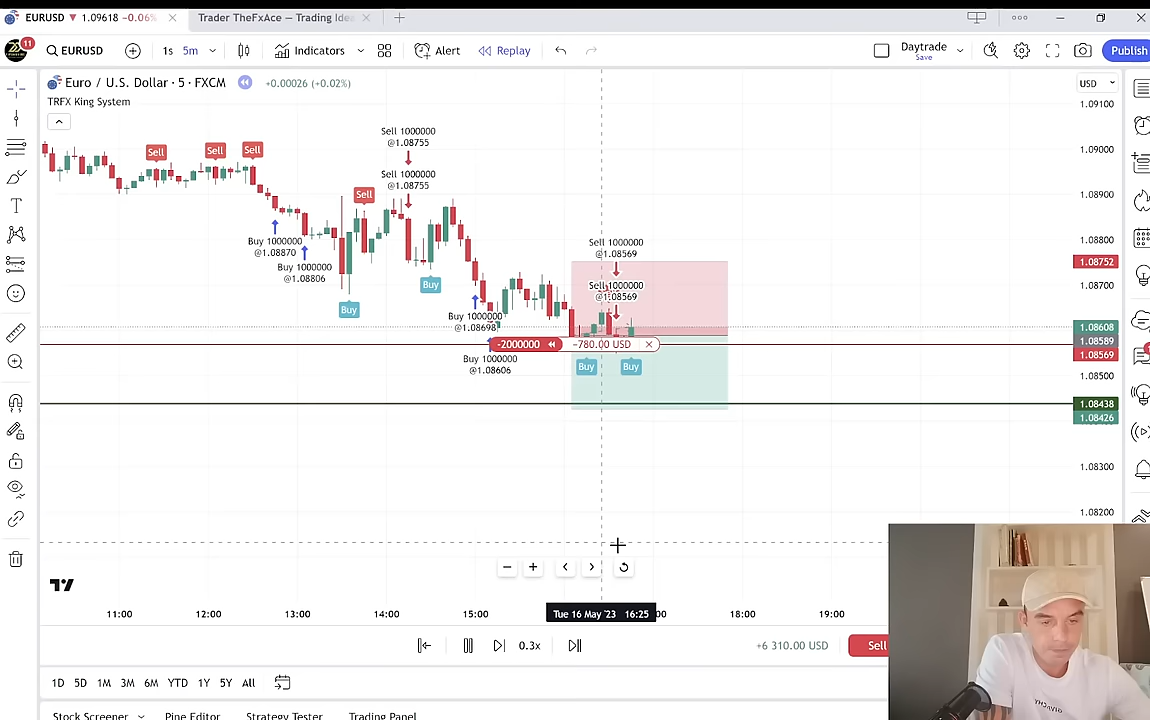 EURUSD ▼ 1.09618 −0.06%
Trader TheFxAce — Trading Idea
11
EURUSD
1s 5m
Indicators
Alert
Replay
Daytrade
Save
Publish
Euro / U.S. Dollar · 5 · FXCM
+0.00026 (+0.02%)
USD
TRFX King System
1.09100
1.09000
1.08900
1.08800
1.08752
1.08700
1.08608
1.08589
1.08569
1.08500
1.08438
1.08426
1.08300
1.08200
Sell
Sell
Sell
Sell 1000000
@1.08755
Sell 1000000
@1.08755
Sell
Buy 1000000
@1.08870
Buy 1000000
@1.08806
Buy
Buy
Sell 1000000
@1.08569
Sell 1000000
@1.08569
Buy 1000000
@1.08698
-2000000
−780.00 USD
Buy 1000000
@1.08606
Buy
Buy
11:00
12:00
13:00
14:00
15:00
Tue 16 May '23 16:25
18:00
19:00
0.3x
+6 310.00 USD
Sell
1D 5D 1M 3M 6M YTD 1Y 5Y All
Stock Screener
Pine Editor
Strategy Tester
Trading Panel